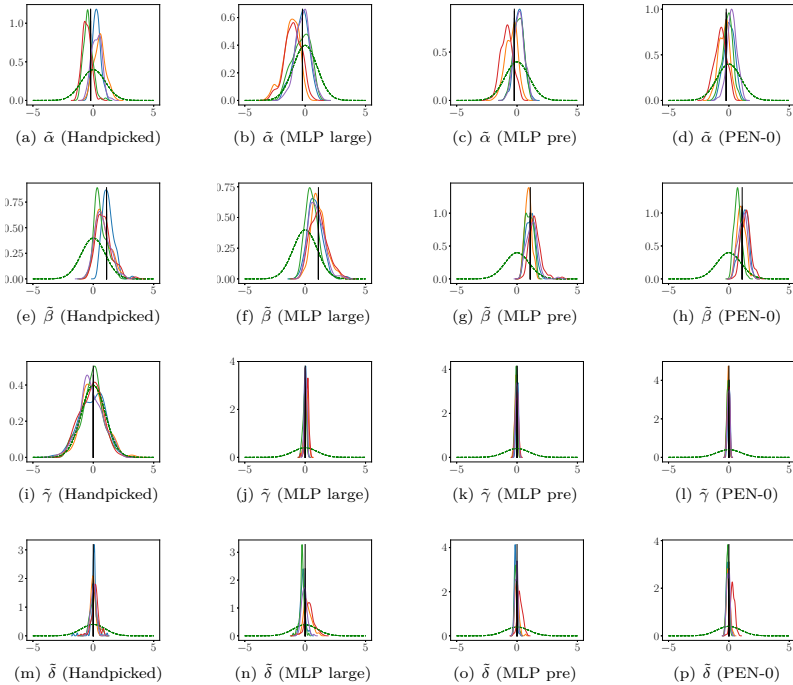 1.0
0.5
0.0
−5 0 5
(a) α̃ (Handpicked)
0.6
0.4
0.2
0.0
−5 0 5
(b) α̃ (MLP large)
0.5
0.0
−5 0 5
(c) α̃ (MLP pre)
1.0
0.5
0.0
−5 0 5
(d) α̃ (PEN-0)
0.75
0.50
0.25
0.00
−5 0 5
(e) β̃ (Handpicked)
0.75
0.50
0.25
0.00
−5 0 5
(f) β̃ (MLP large)
1.0
0.5
0.0
−5 0 5
(g) β̃ (MLP pre)
1.0
0.5
0.0
−5 0 5
(h) β̃ (PEN-0)
0.4
0.2
0.0
−5 0 5
(i) γ̃ (Handpicked)
4
2
0
−5 0 5
(j) γ̃ (MLP large)
4
2
0
−5 0 5
(k) γ̃ (MLP pre)
4
2
0
−5 0 5
(l) γ̃ (PEN-0)
3
2
1
0
−5 0 5
(m) δ̃ (Handpicked)
3
2
1
0
−5 0 5
(n) δ̃ (MLP large)
4
2
0
−5 0 5
(o) δ̃ (MLP pre)
4
2
0
−5 0 5
(p) δ̃ (PEN-0)